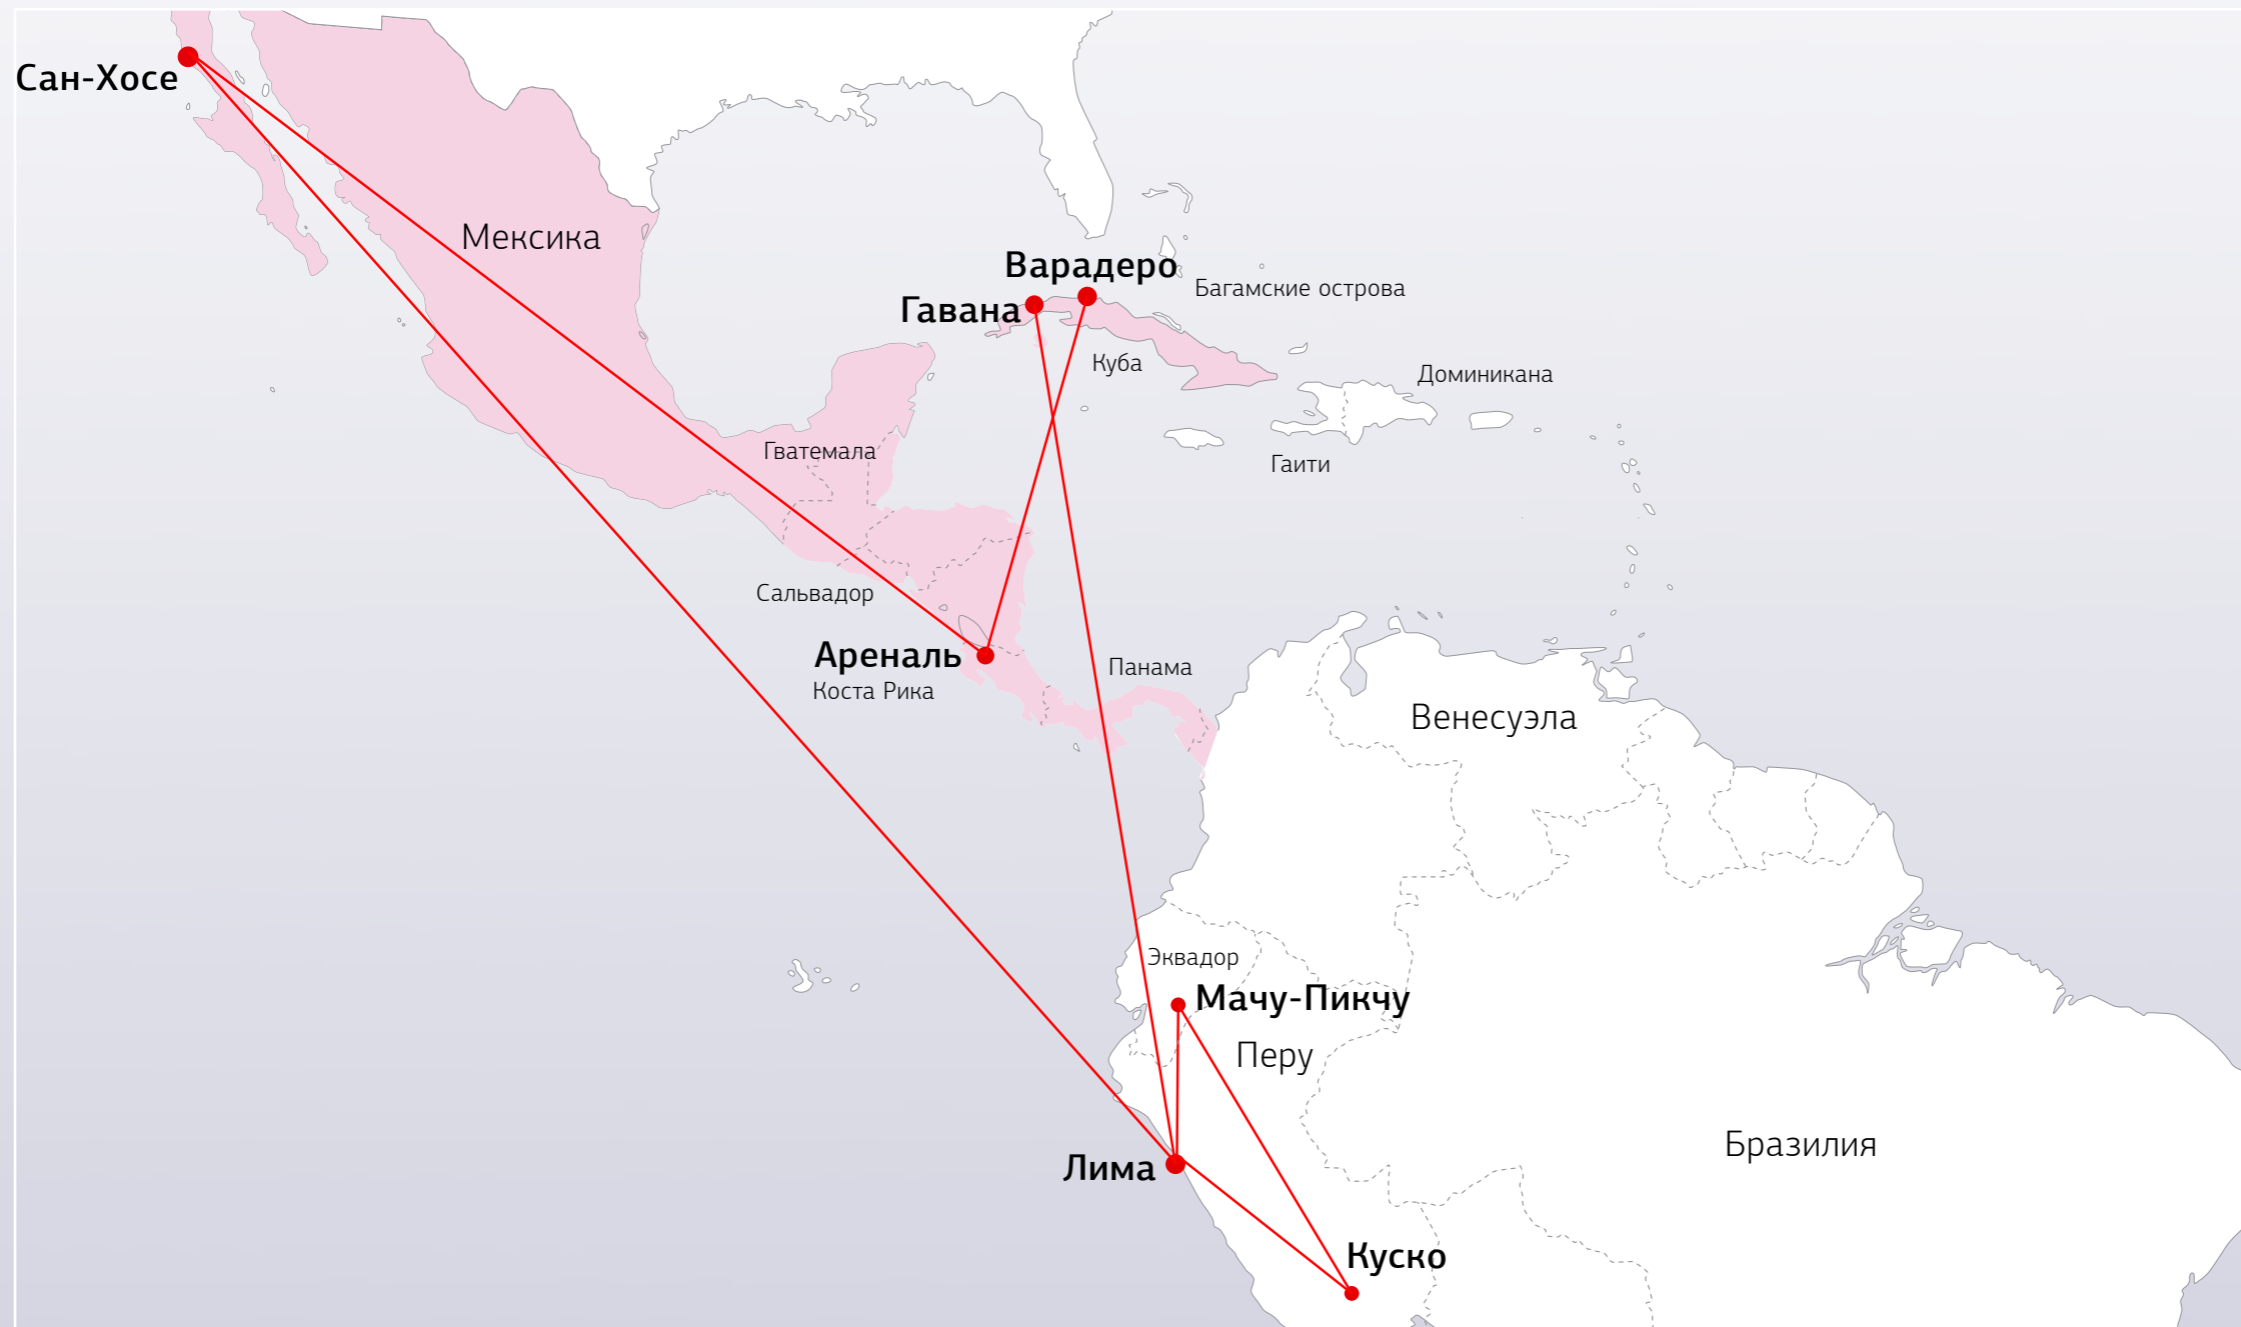 Сан-Хосе
Мексика
Варадеро
Багамские острова
Гавана
Куба
Доминикана
Гватемала
Гаити
Сальвадор
Ареналь
Коста Рика
Панама
Венесуэла
Эквадор
Мачу-Пикчу
Перу
Бразилия
Лима
Куско